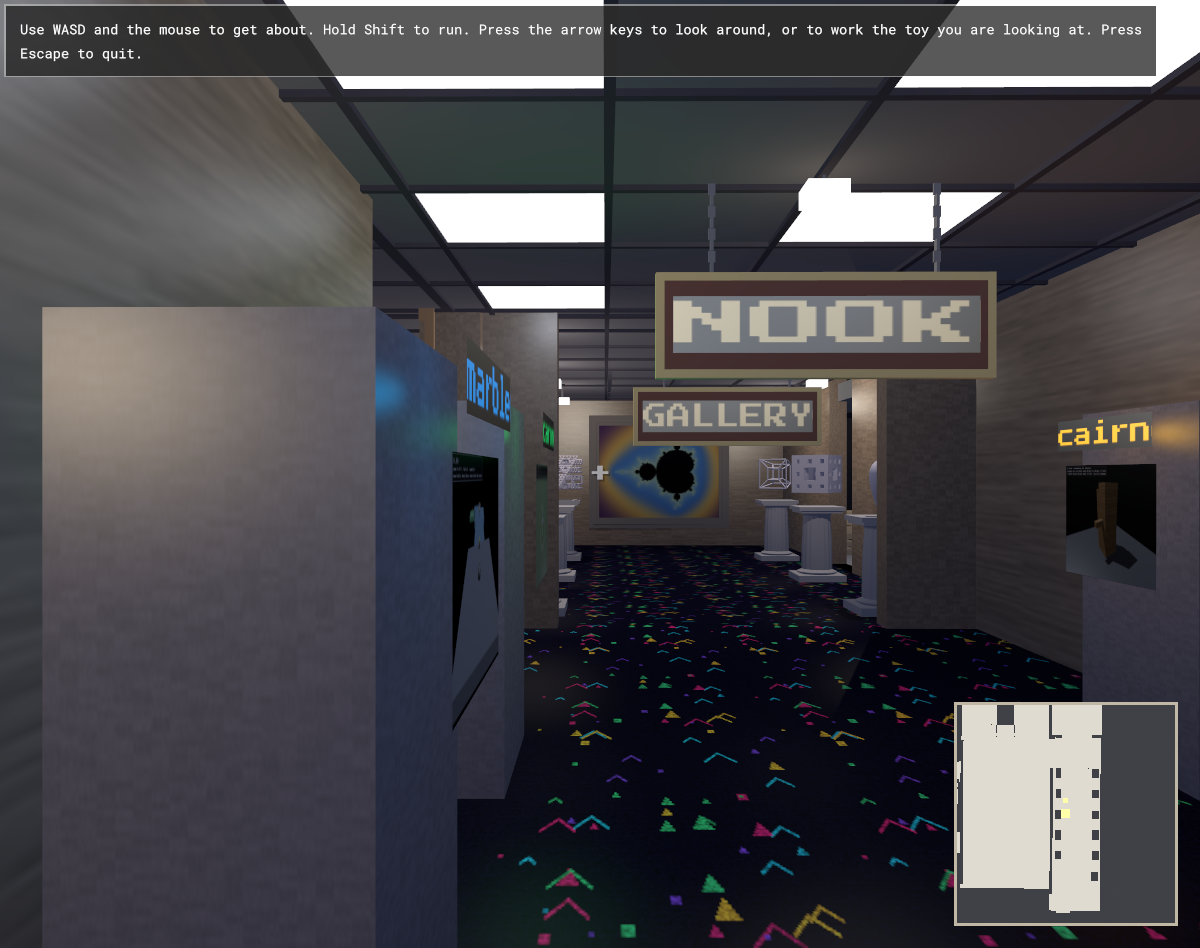 Use WASD and the mouse to get about. Hold Shift to run. Press the arrow keys to look around, or to work the toy you are looking at. Press
Escape to quit.
NOOK
GALLERY
marble
cairn